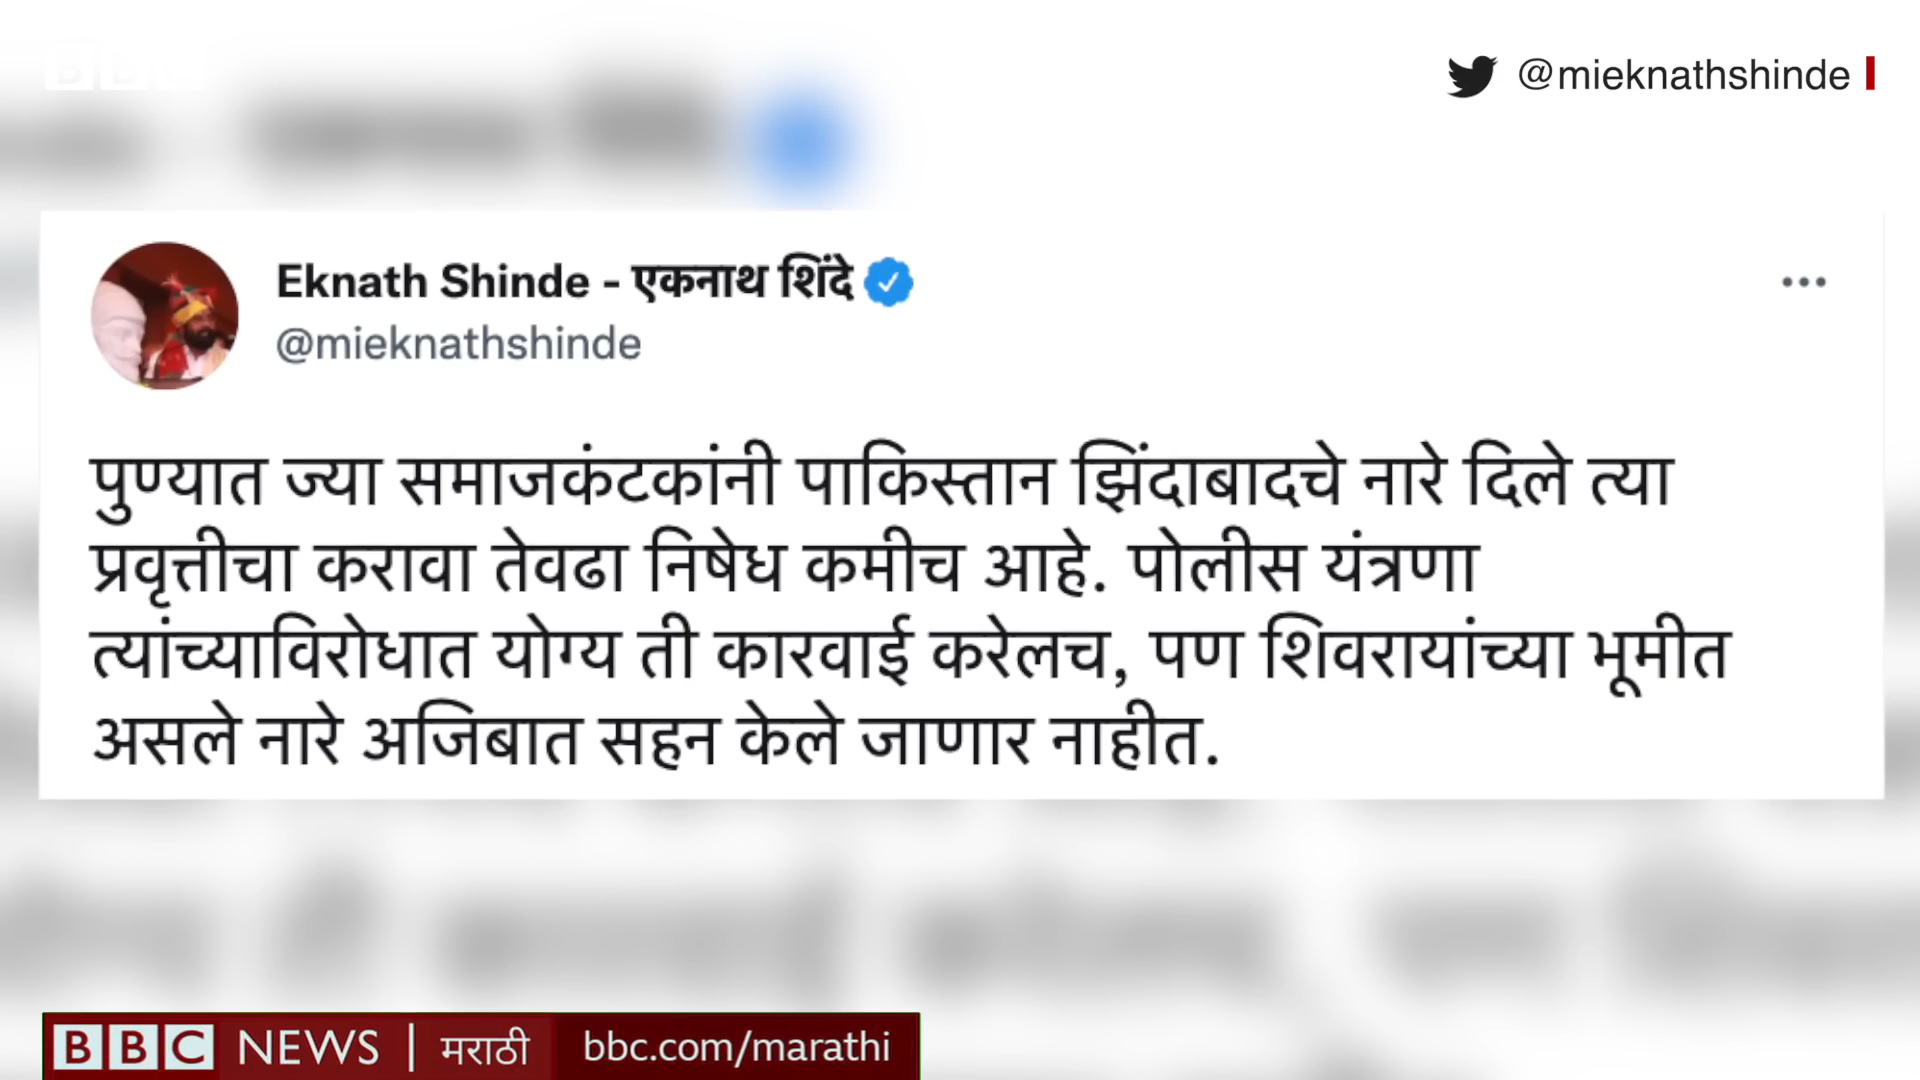 @mieknathshinde
Eknath Shinde - एकनाथ शिंदे
@mieknathshinde
पुण्यात ज्या समाजकंटकांनी पाकिस्तान झिंदाबादचे नारे दिले त्या
प्रवृत्तीचा करावा तेवढा निषेध कमीच आहे. पोलीस यंत्रणा
त्यांच्याविरोधात योग्य ती कारवाई करेलच, पण शिवरायांच्या भूमीत
असले नारे अजिबात सहन केले जाणार नाहीत.
BBC NEWS | मराठी bbc.com/marathi